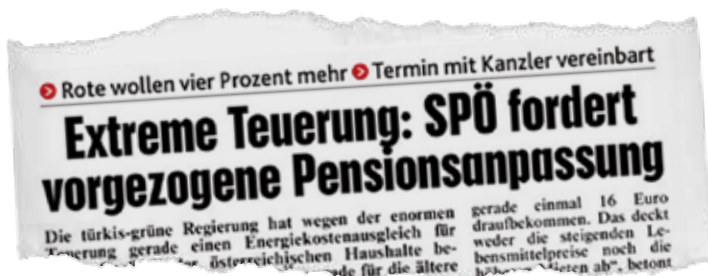 Rote wollen vier Prozent mehr Termin mit Kanzler vereinbart
Extreme Teuerung: SPÖ fordert
vorgezogene Pensionsanpassung
Die türkis-grüne Regierung hat wegen der enormen
Teuerung gerade einen Energiekostenausgleich für
österreichischen Haushalte be-
für die ältere
gerade einmal 16 Euro
draufbekommen. Das deckt
weder die steigenden Le-
bensmittelpreise noch die
ab", betont